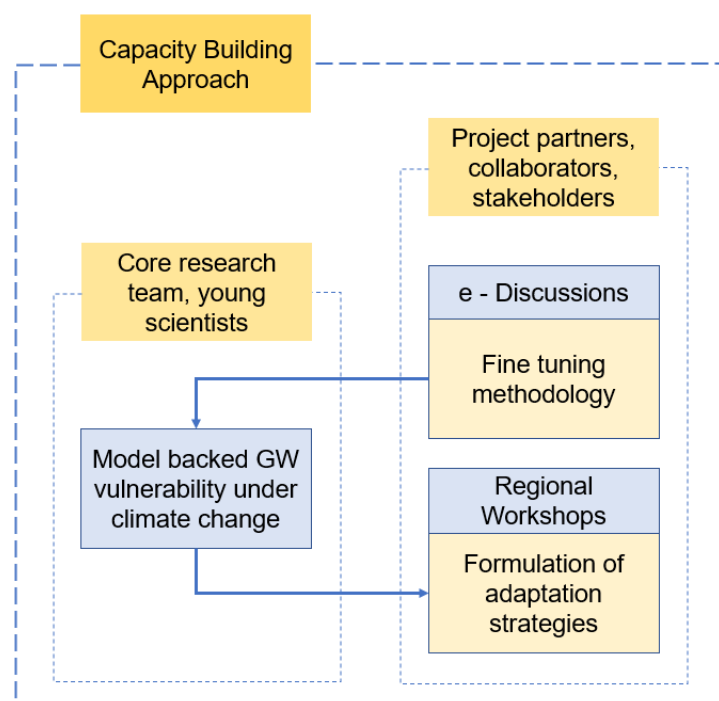 Capacity Building
Approach
Project partners,
collaborators,
stakeholders
Core research
team, young
scientists
e - Discussions
Fine tuning
methodology
Model backed GW
vulnerability under
climate change
Regional
Workshops
Formulation of
adaptation
strategies